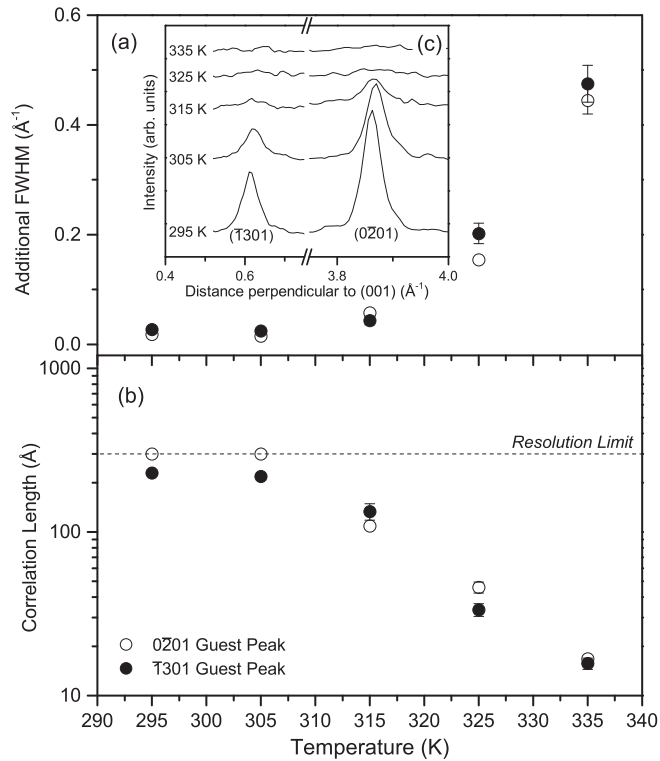 (a)
(c)
335 K
325 K
315 K
305 K
295 K
(1̅301)
(02̅01)
Intensity (arb. units)
0.4
0.6
3.8
4.0
Distance perpendicular to (001) (Å⁻¹)
0.6
0.4
0.2
0.0
Additional FWHM (Å⁻¹)
(b)
Resolution Limit
1000
100
10
Correlation Length (Å)
02̅01 Guest Peak
1̅301 Guest Peak
290 295 300 305 310 315 320 325 330 335 340
Temperature (K)